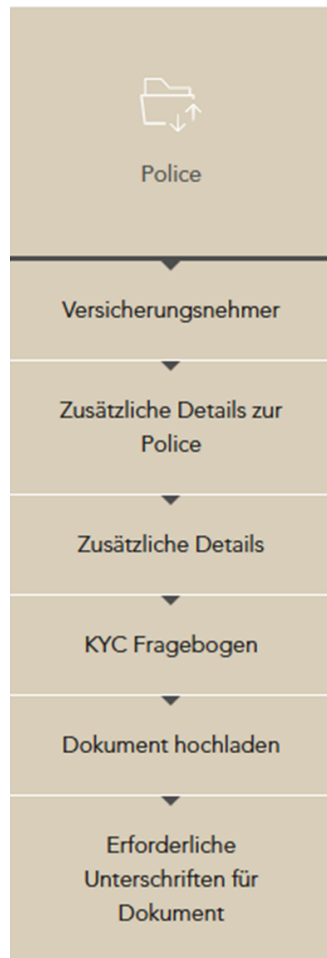 Police
Versicherungsnehmer
Zusätzliche Details zur
Police
Zusätzliche Details
KYC Fragebogen
Dokument hochladen
Erforderliche
Unterschriften für
Dokument